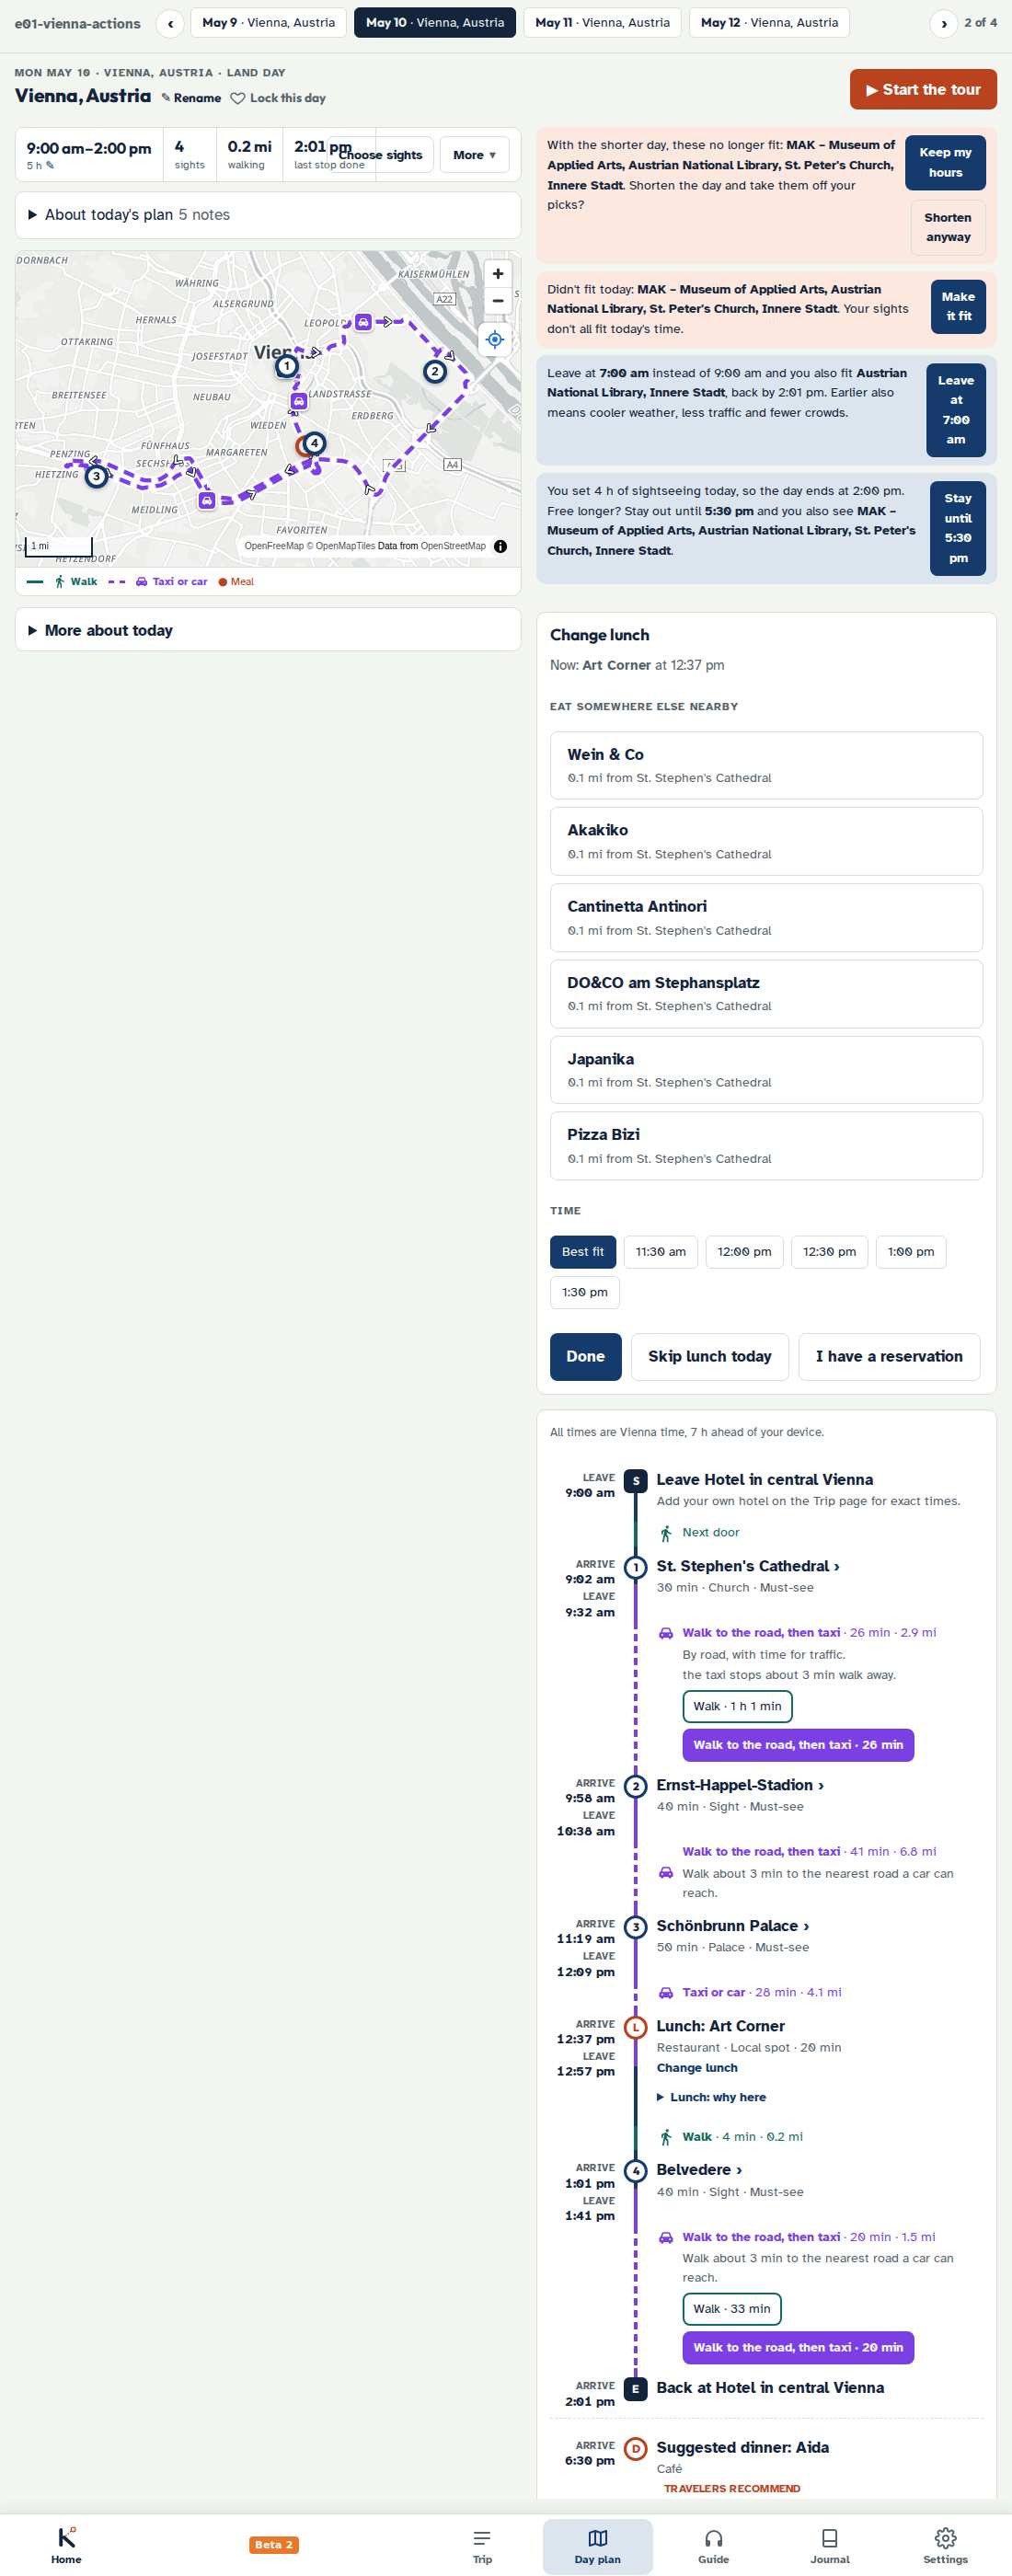 e01-vienna-actions
‹
May 9 · Vienna, Austria
May 10 · Vienna, Austria
May 11 · Vienna, Austria
May 12 · Vienna, Austria
›
2 of 4
MON MAY 10 · VIENNA, AUSTRIA · LAND DAY
Vienna, Austria
✎ Rename
Lock this day
▶ Start the tour
9:00 am–2:00 pm
5 h ✎
4
sights
0.2 mi
walking
2:01 pm
last stop done
Choose sights
More ▾
▶ About today's plan 5 notes
DORNBACH
WÄHRING
KAISERMÜHLEN
A22
ALSERGRUND
HERNALS
OTTAKRING
JOSEFSTADT
1
2
BREITENSEE
NEUBAU
LANDSTRASSE
ERDBERG
WIEDEN
FÜNFHAUS
MARGARETEN
4
PENZING
HIETZING
3
A4
MEIDLING
FAVORITEN
1 mi
HETZENDORF
+
−
OpenFreeMap © OpenMapTiles Data from OpenStreetMap
Walk
Taxi or car
Meal
▶ More about today
With the shorter day, these no longer fit: MAK – Museum of
Applied Arts, Austrian National Library, St. Peter's Church,
Innere Stadt. Shorten the day and take them off your
picks?
Keep my
hours
Shorten
anyway
Didn't fit today: MAK – Museum of Applied Arts, Austrian
National Library, St. Peter's Church, Innere Stadt. Your sights
don't all fit today's time.
Make
it fit
Leave at 7:00 am instead of 9:00 am and you also fit Austrian
National Library, Innere Stadt, back by 2:01 pm. Earlier also
means cooler weather, less traffic and fewer crowds.
Leave
at
7:00
am
You set 4 h of sightseeing today, so the day ends at 2:00 pm.
Free longer? Stay out until 5:30 pm and you also see MAK –
Museum of Applied Arts, Austrian National Library, St. Peter's
Church, Innere Stadt.
Stay
until
5:30
pm
Change lunch
Now: Art Corner at 12:37 pm
EAT SOMEWHERE ELSE NEARBY
Wein & Co
0.1 mi from St. Stephen's Cathedral
Akakiko
0.1 mi from St. Stephen's Cathedral
Cantinetta Antinori
0.1 mi from St. Stephen's Cathedral
DO&CO am Stephansplatz
0.1 mi from St. Stephen's Cathedral
Japanika
0.1 mi from St. Stephen's Cathedral
Pizza Bizi
0.1 mi from St. Stephen's Cathedral
TIME
Best fit
11:30 am
12:00 pm
12:30 pm
1:00 pm
1:30 pm
Done
Skip lunch today
I have a reservation
All times are Vienna time, 7 h ahead of your device.
LEAVE
9:00 am
S
Leave Hotel in central Vienna
Add your own hotel on the Trip page for exact times.
Next door
ARRIVE
9:02 am
LEAVE
9:32 am
1
St. Stephen's Cathedral ›
30 min · Church · Must-see
Walk to the road, then taxi · 26 min · 2.9 mi
By road, with time for traffic.
the taxi stops about 3 min walk away.
Walk · 1 h 1 min
Walk to the road, then taxi · 26 min
ARRIVE
9:58 am
LEAVE
10:38 am
2
Ernst-Happel-Stadion ›
40 min · Sight · Must-see
Walk to the road, then taxi · 41 min · 6.8 mi
Walk about 3 min to the nearest road a car can
reach.
ARRIVE
11:19 am
LEAVE
12:09 pm
3
Schönbrunn Palace ›
50 min · Palace · Must-see
Taxi or car · 28 min · 4.1 mi
ARRIVE
12:37 pm
LEAVE
12:57 pm
L
Lunch: Art Corner
Restaurant · Local spot · 20 min
Change lunch
▶ Lunch: why here
Walk · 4 min · 0.2 mi
ARRIVE
1:01 pm
LEAVE
1:41 pm
4
Belvedere ›
40 min · Sight · Must-see
Walk to the road, then taxi · 20 min · 1.5 mi
Walk about 3 min to the nearest road a car can
reach.
Walk · 33 min
Walk to the road, then taxi · 20 min
ARRIVE
2:01 pm
E
Back at Hotel in central Vienna
ARRIVE
6:30 pm
D
Suggested dinner: Aida
Café
TRAVELERS RECOMMEND
Home
Beta 2
Trip
Day plan
Guide
Journal
Settings